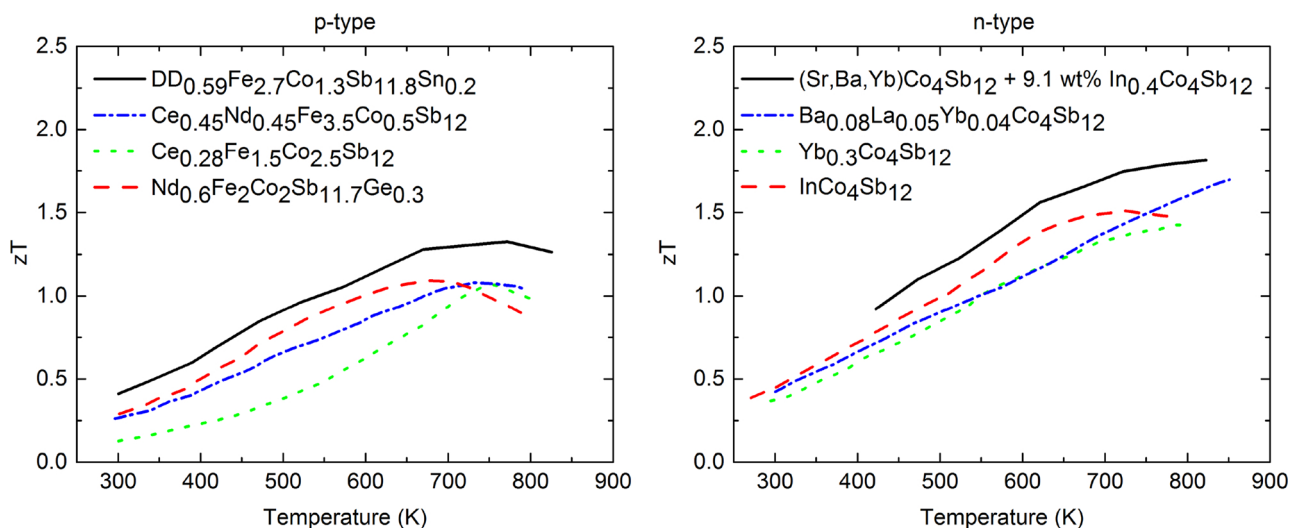 p-type
2.5
2.0
1.5
1.0
0.5
0.0
zT
DD0.59Fe2.7Co1.3Sb11.8Sn0.2
Ce0.45Nd0.45Fe3.5Co0.5Sb12
Ce0.28Fe1.5Co2.5Sb12
Nd0.6Fe2Co2Sb11.7Ge0.3
300 400 500 600 700 800 900
Temperature (K)
n-type
2.5
2.0
1.5
1.0
0.5
0.0
zT
(Sr,Ba,Yb)Co4Sb12 + 9.1 wt% In0.4Co4Sb12
Ba0.08La0.05Yb0.04Co4Sb12
Yb0.3Co4Sb12
InCo4Sb12
300 400 500 600 700 800 900
Temperature (K)